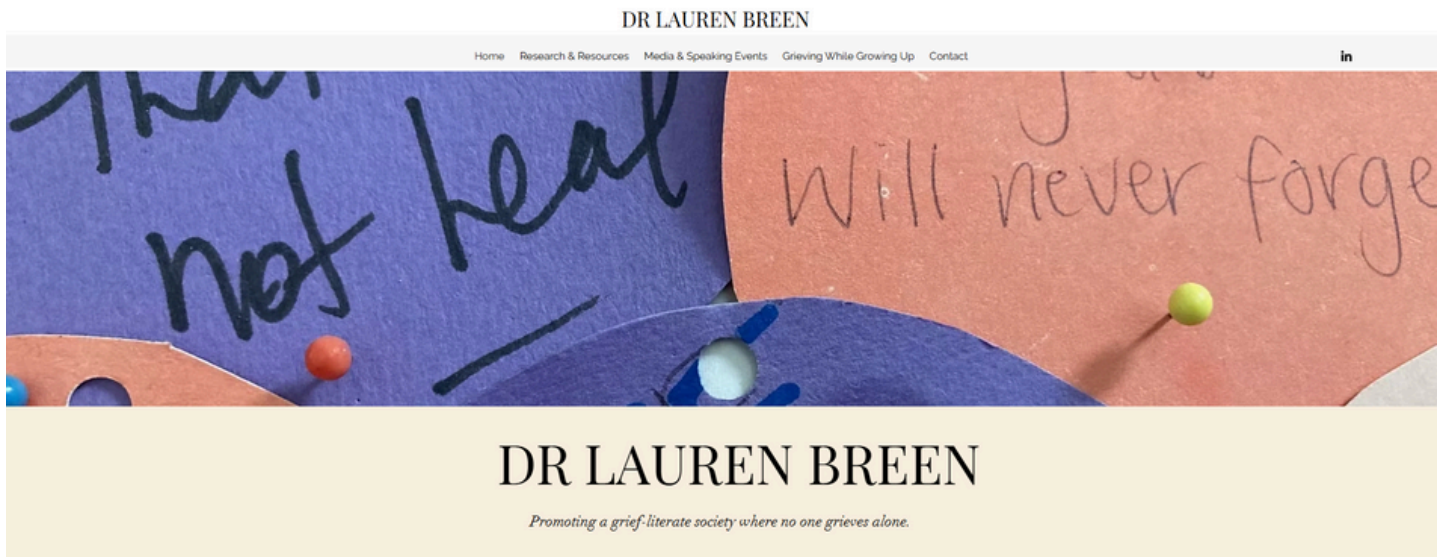 DR LAUREN BREEN
Home Research & Resources Media & Speaking Events Grieving While Growing Up Contact
in
not heal
will never forge
DR LAUREN BREEN
Promoting a grief-literate society where no one grieves alone.